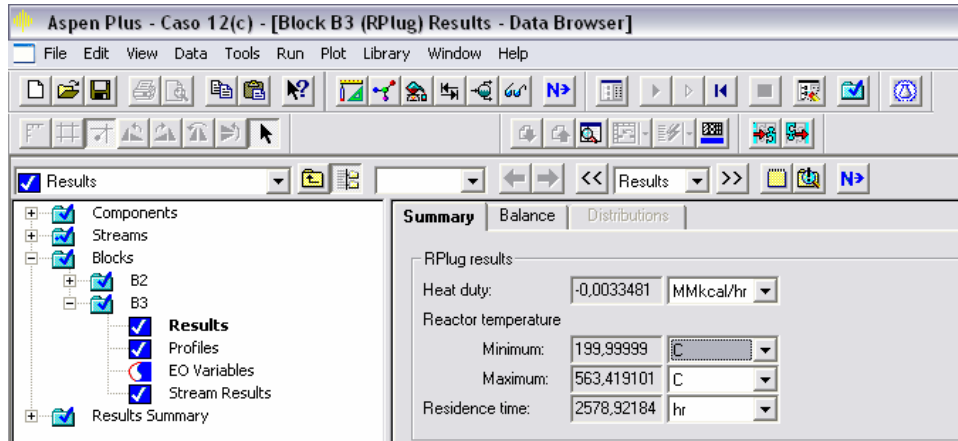 Aspen Plus - Caso 12(c) - [Block B3 (RPlug) Results - Data Browser]
File Edit View Data Tools Run Plot Library Window Help
N
Results
<< Results >> N
Components
Streams
Blocks
B2
B3
Results
Profiles
EO Variables
Stream Results
Results Summary
Summary Balance Distributions
RPlug results
Heat duty: -0,0033481 MMkcal/hr
Reactor temperature
Minimum: 199,99999 C
Maximum: 563,419101 C
Residence time: 2578,92184 hr